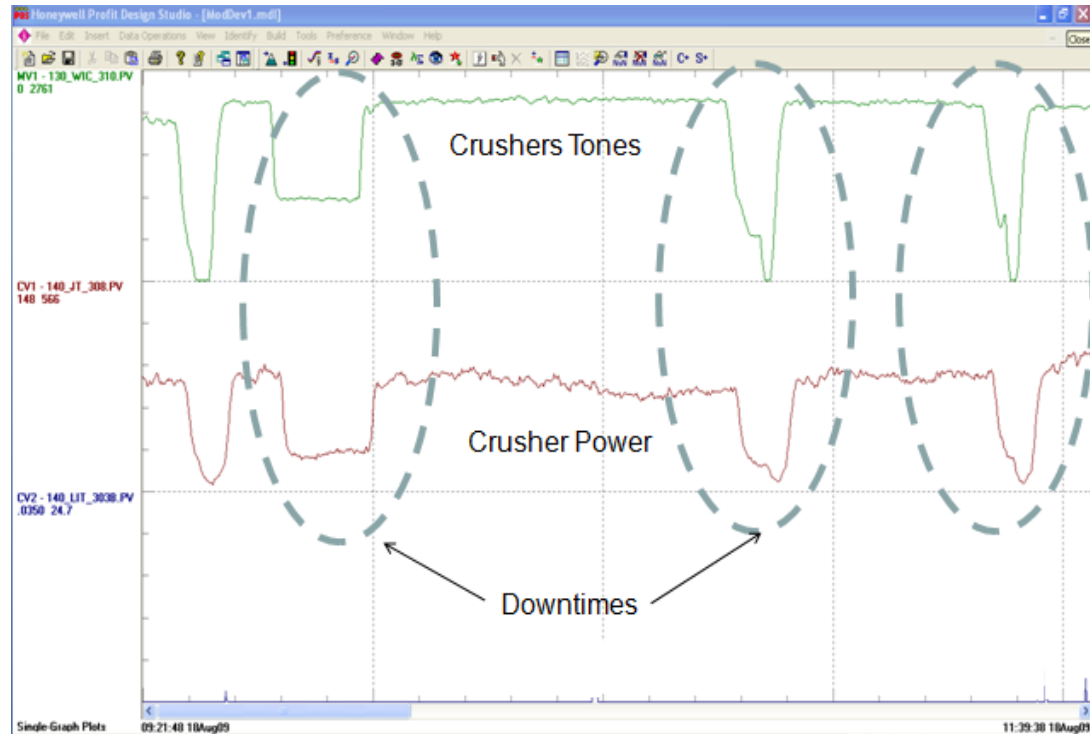 Honeywell Profit Design Studio - [ModDev1.mdl]
File Edit Insert Data Operations View Identify Build Tools Preference Window Help
Close
MV1 - 130_WIC_310.PV
0 2761
Crushers Tones
CV1 - 140_JT_308.PV
148 566
Crusher Power
CV2 - 140_LIT_303B.PV
.0350 24.7
Downtimes
Single-Graph Plots
09:21:48 18Aug09
11:39:38 18Aug09